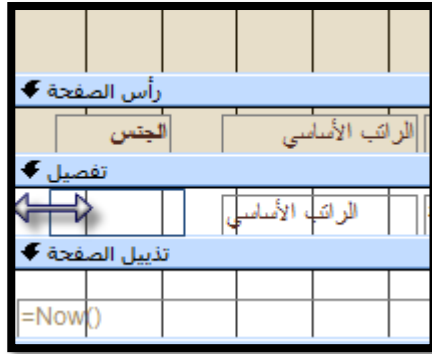 رأس الصفحة
الراتب الأساسي الجنس
تفصيل
الراتب الأساسي
تذييل الصفحة
=Now()